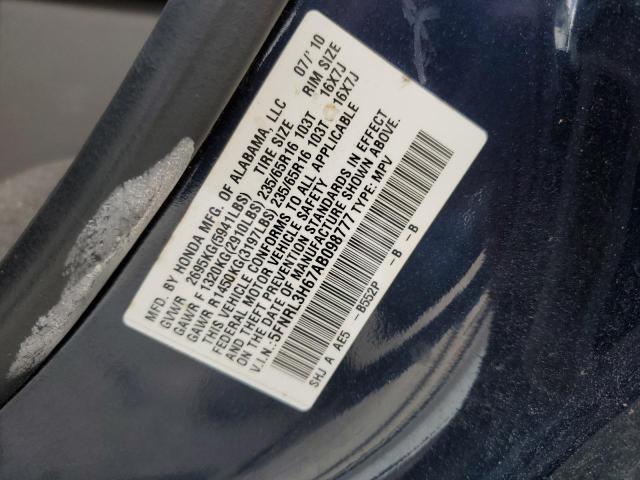 MFD. BY HONDA MFG. OF ALABAMA, LLC 07/'10
GVWR 2695KG(5941LBS) TIRE SIZE RIM SIZE
GAWR F 1320KG(2910LBS) 235/65R16 103T 16X7J
GAWR R 1450KG(3197LBS) 235/65R16 103T 16X7J
THIS VEHICLE CONFORMS TO ALL APPLICABLE
FEDERAL MOTOR VEHICLE SAFETY
AND THEFT PREVENTION STANDARDS IN EFFECT
ON THE DATE OF MANUFACTURE SHOWN ABOVE.
V.I.N.:5FNRL3H67AB098777 TYPE: MPV
SHJ A AE5 -B552P -B -B